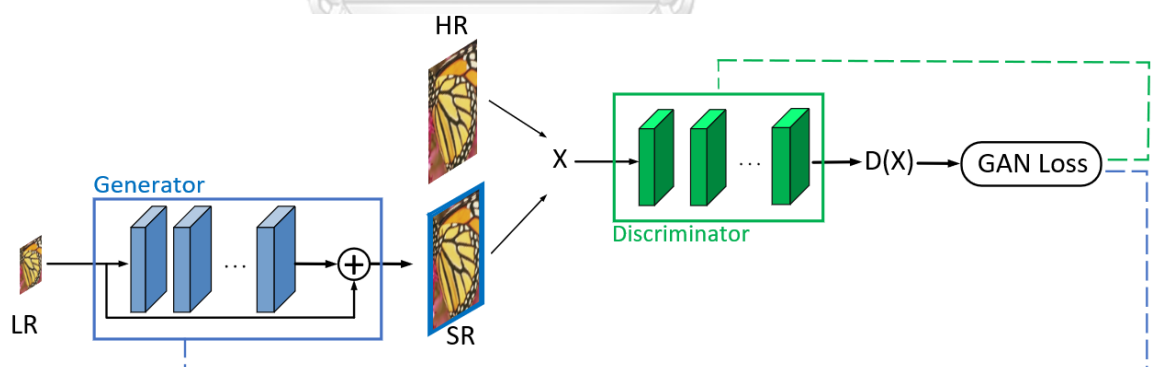 HR
Generator
LR
...
SR
X
...
Discriminator
D(X)
GAN Loss